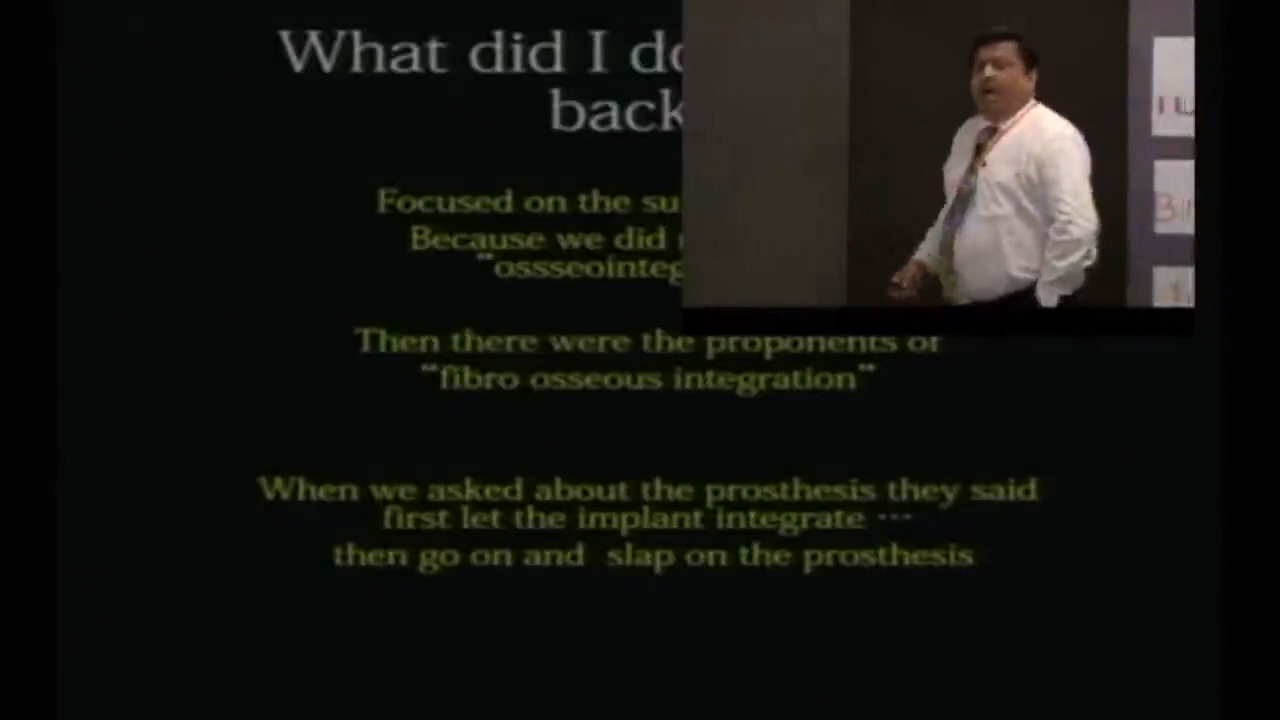 What did I do
back
Focused on the
Because we did
"ossseointeg
Then there were the proponents of
"fibro osseous integration"
When we asked about the prosthesis they said
first let the implant integrate ...
then go on and slap on the prosthesis